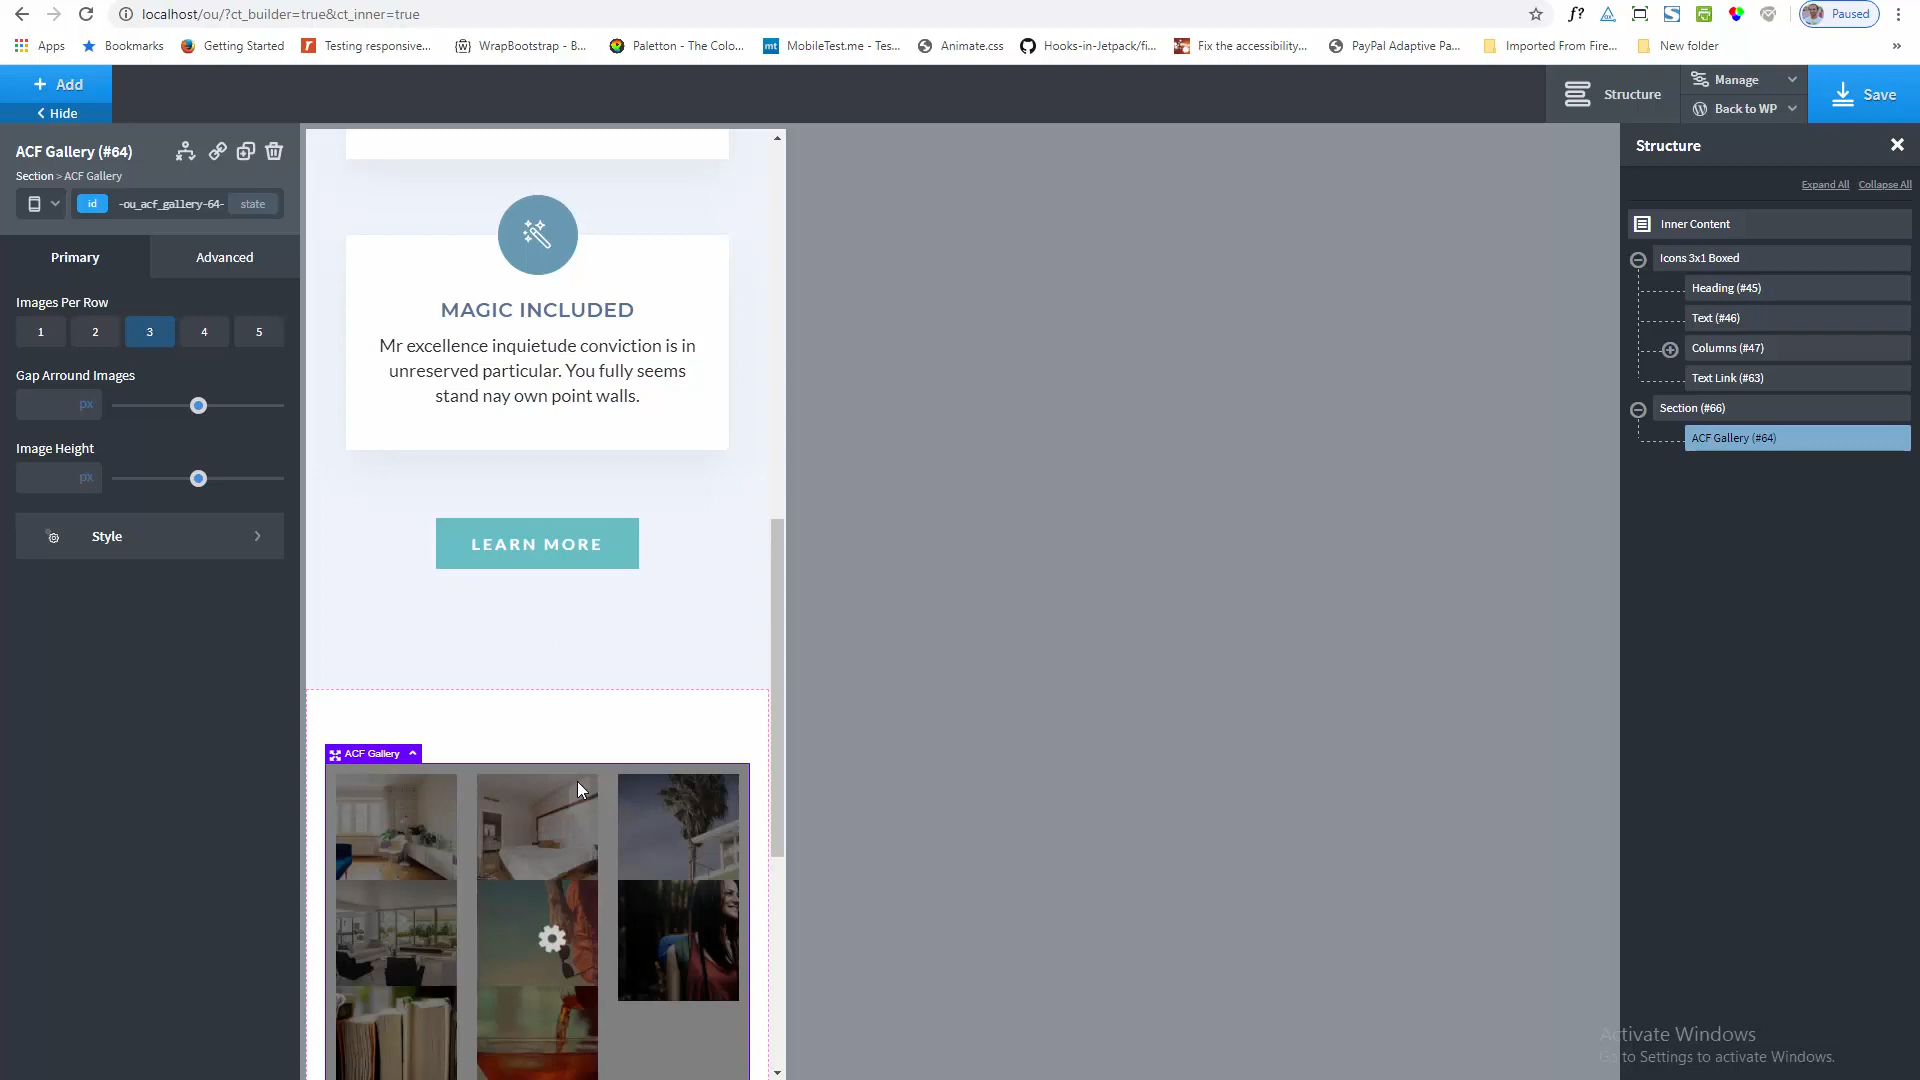 localhost/ou/?ct_builder=true&ct_inner=true
f?
Paused
Apps
Bookmarks
Getting Started
Testing responsive...
WrapBootstrap - B...
Paletton - The Colo...
mt
MobileTest.me - Tes...
Animate.css
Hooks-in-Jetpack/fi...
Fix the accessibility...
PayPal Adaptive Pa...
Imported From Fire...
New folder
»
+ Add
Hide
Structure
Manage
Back to WP
Save
ACF Gallery (#64)
Section > ACF Gallery
id
-ou_acf_gallery-64-
state
Primary
Advanced
Images Per Row
1
2
3
4
5
Gap Arround Images
px
Image Height
px
Style
MAGIC INCLUDED
Mr excellence inquietude conviction is in
unreserved particular. You fully seems
stand nay own point walls.
LEARN MORE
ACF Gallery
Structure
Expand All
Collapse All
Inner Content
Icons 3x1 Boxed
Heading (#45)
Text (#46)
Columns (#47)
Text Link (#63)
Section (#66)
ACF Gallery (#64)
Activate Windows
Go to Settings to activate Windows.